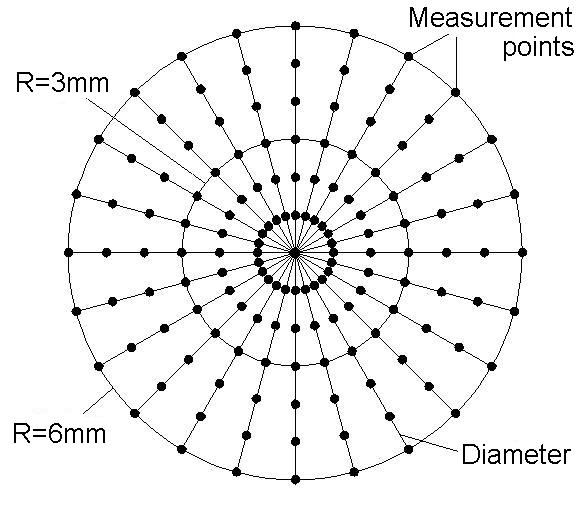 Measurement
points
R=3mm
R=6mm
Diameter